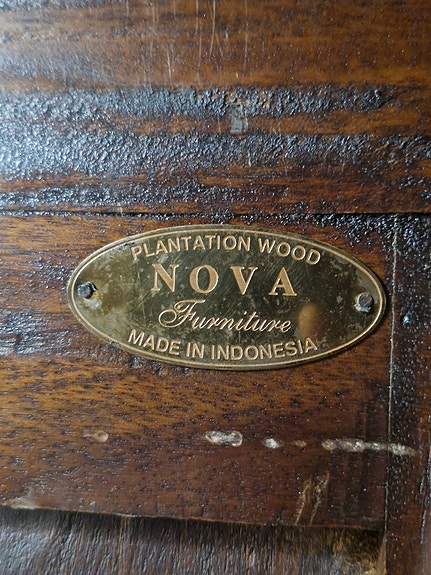 PLANTATION WOOD
NOVA
Furniture
MADE IN INDONESIA